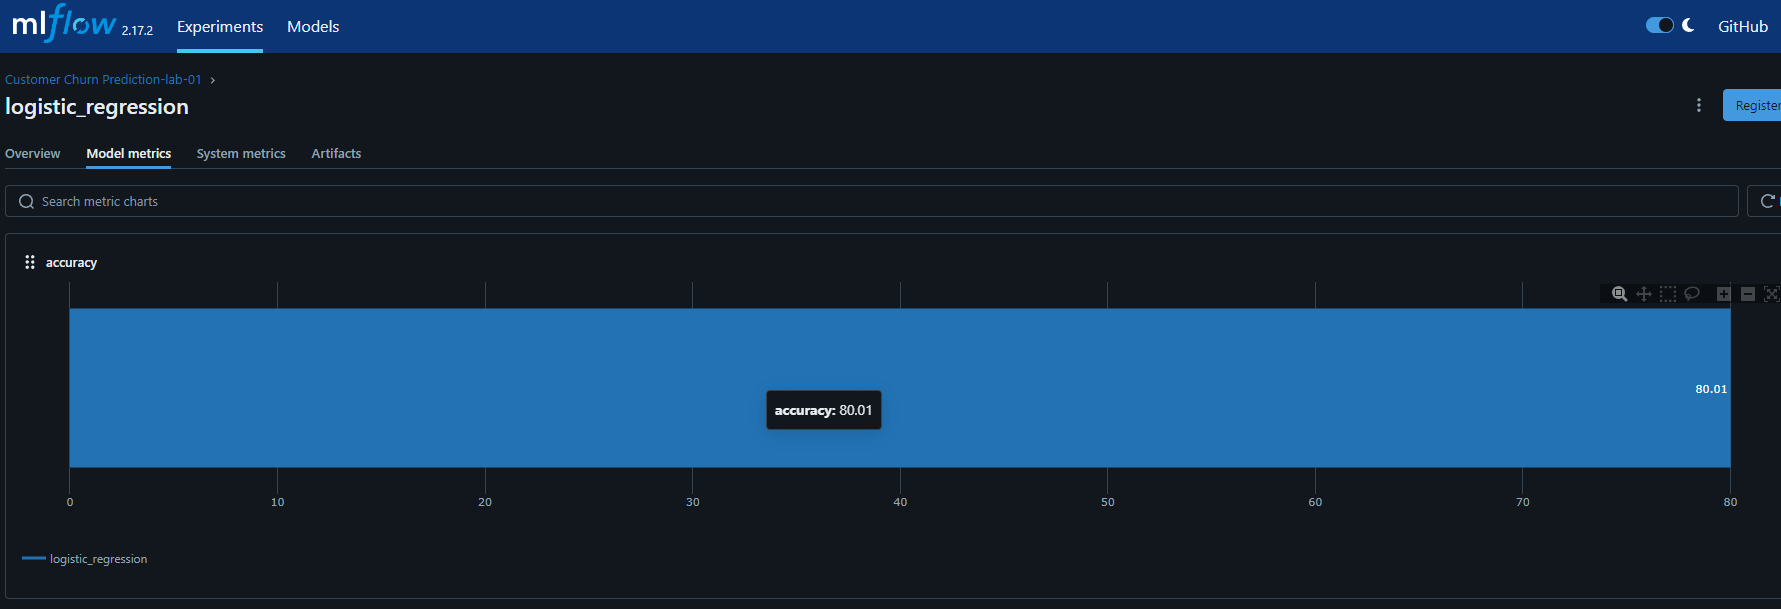 mlflow 2.17.2 Experiments Models GitHub
Customer Churn Prediction-lab-01 ›
logistic_regression
Register
Overview Model metrics System metrics Artifacts
Search metric charts
accuracy
80.01
accuracy: 80.01
0 10 20 30 40 50 60 70 80
logistic_regression